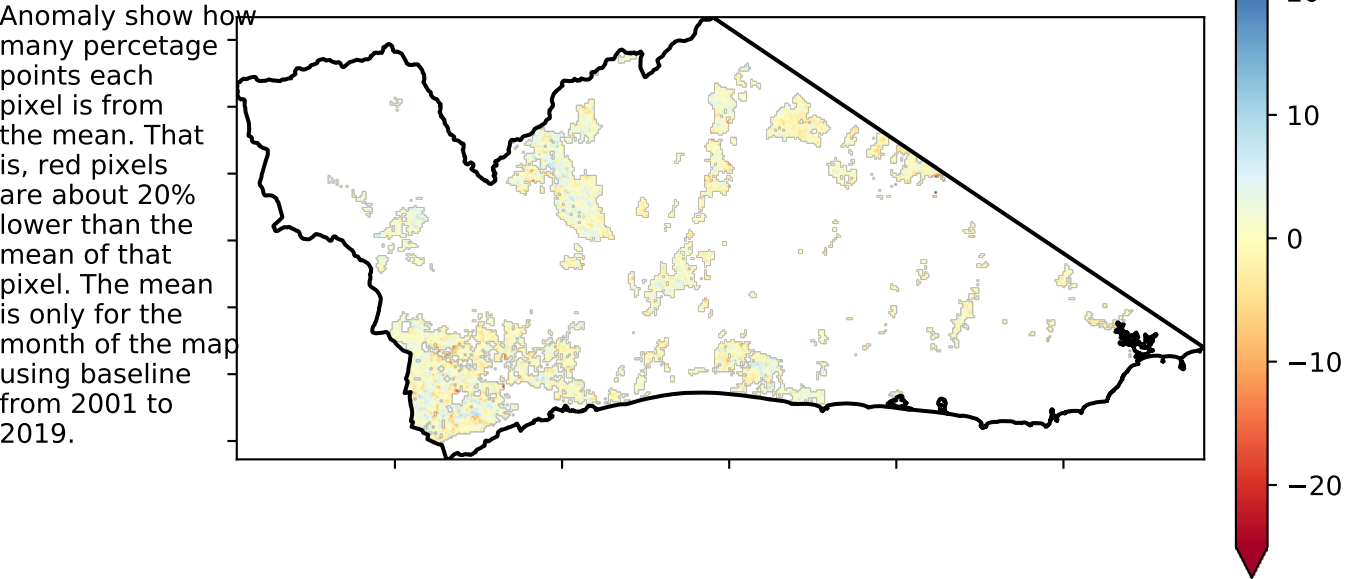 Anomaly show how
many percetage
points each
pixel is from
the mean. That
is, red pixels
are about 20%
lower than the
mean of that
pixel. The mean
is only for the
month of the map
using baseline
from 2001 to
2019.
10
0
−10
−20